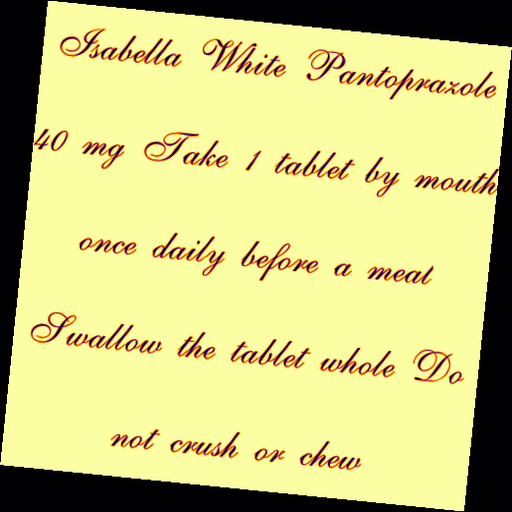 Isabella White Pantoprazole
40 mg Take 1 tablet by mouth
once daily before a meal
Swallow the tablet whole Do
not crush or chew